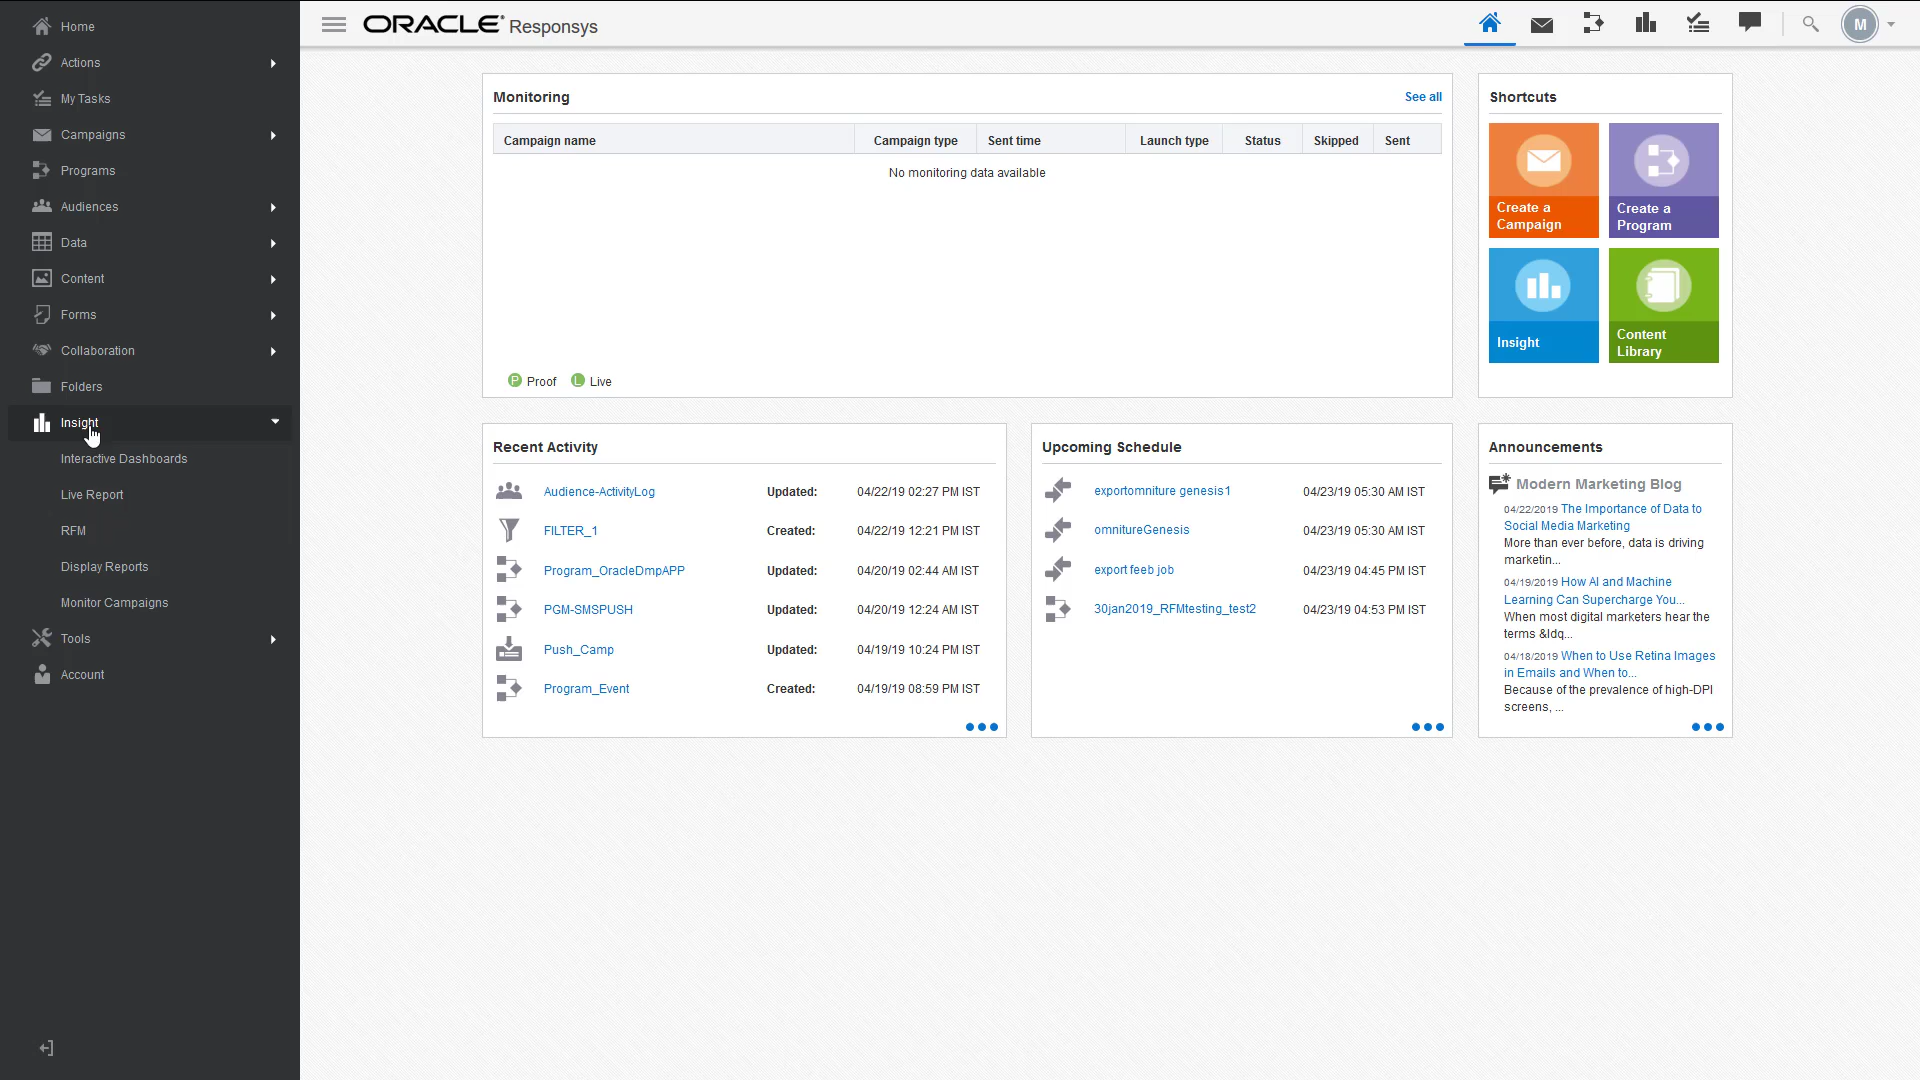 Home
Actions
My Tasks
Campaigns
Programs
Audiences
Data
Content
Forms
Collaboration
Folders
Insight
Interactive Dashboards
Live Report
RFM
Display Reports
Monitor Campaigns
Tools
Account
ORACLE Responsys
M
Monitoring
See all
Campaign name Campaign type Sent time Launch type Status Skipped Sent
No monitoring data available
P Proof L Live
Shortcuts
Create a
Campaign
Create a
Program
Insight
Content
Library
Recent Activity
Audience-ActivityLog Updated: 04/22/19 02:27 PM IST
FILTER_1 Created: 04/22/19 12:21 PM IST
Program_OracleDmpAPP Updated: 04/20/19 02:44 AM IST
PGM-SMSPUSH Updated: 04/20/19 12:24 AM IST
Push_Camp Updated: 04/19/19 10:24 PM IST
Program_Event Created: 04/19/19 08:59 PM IST
Upcoming Schedule
exportomniture genesis1 04/23/19 05:30 AM IST
omnitureGenesis 04/23/19 05:30 AM IST
export feeb job 04/23/19 04:45 PM IST
30jan2019_RFMtesting_test2 04/23/19 04:53 PM IST
Announcements
Modern Marketing Blog
04/22/2019 The Importance of Data to
Social Media Marketing
More than ever before, data is driving
marketin...
04/19/2019 How AI and Machine
Learning Can Supercharge You...
When most digital marketers hear the
terms &ldq...
04/18/2019 When to Use Retina Images
in Emails and When to...
Because of the prevalence of high-DPI
screens, ...